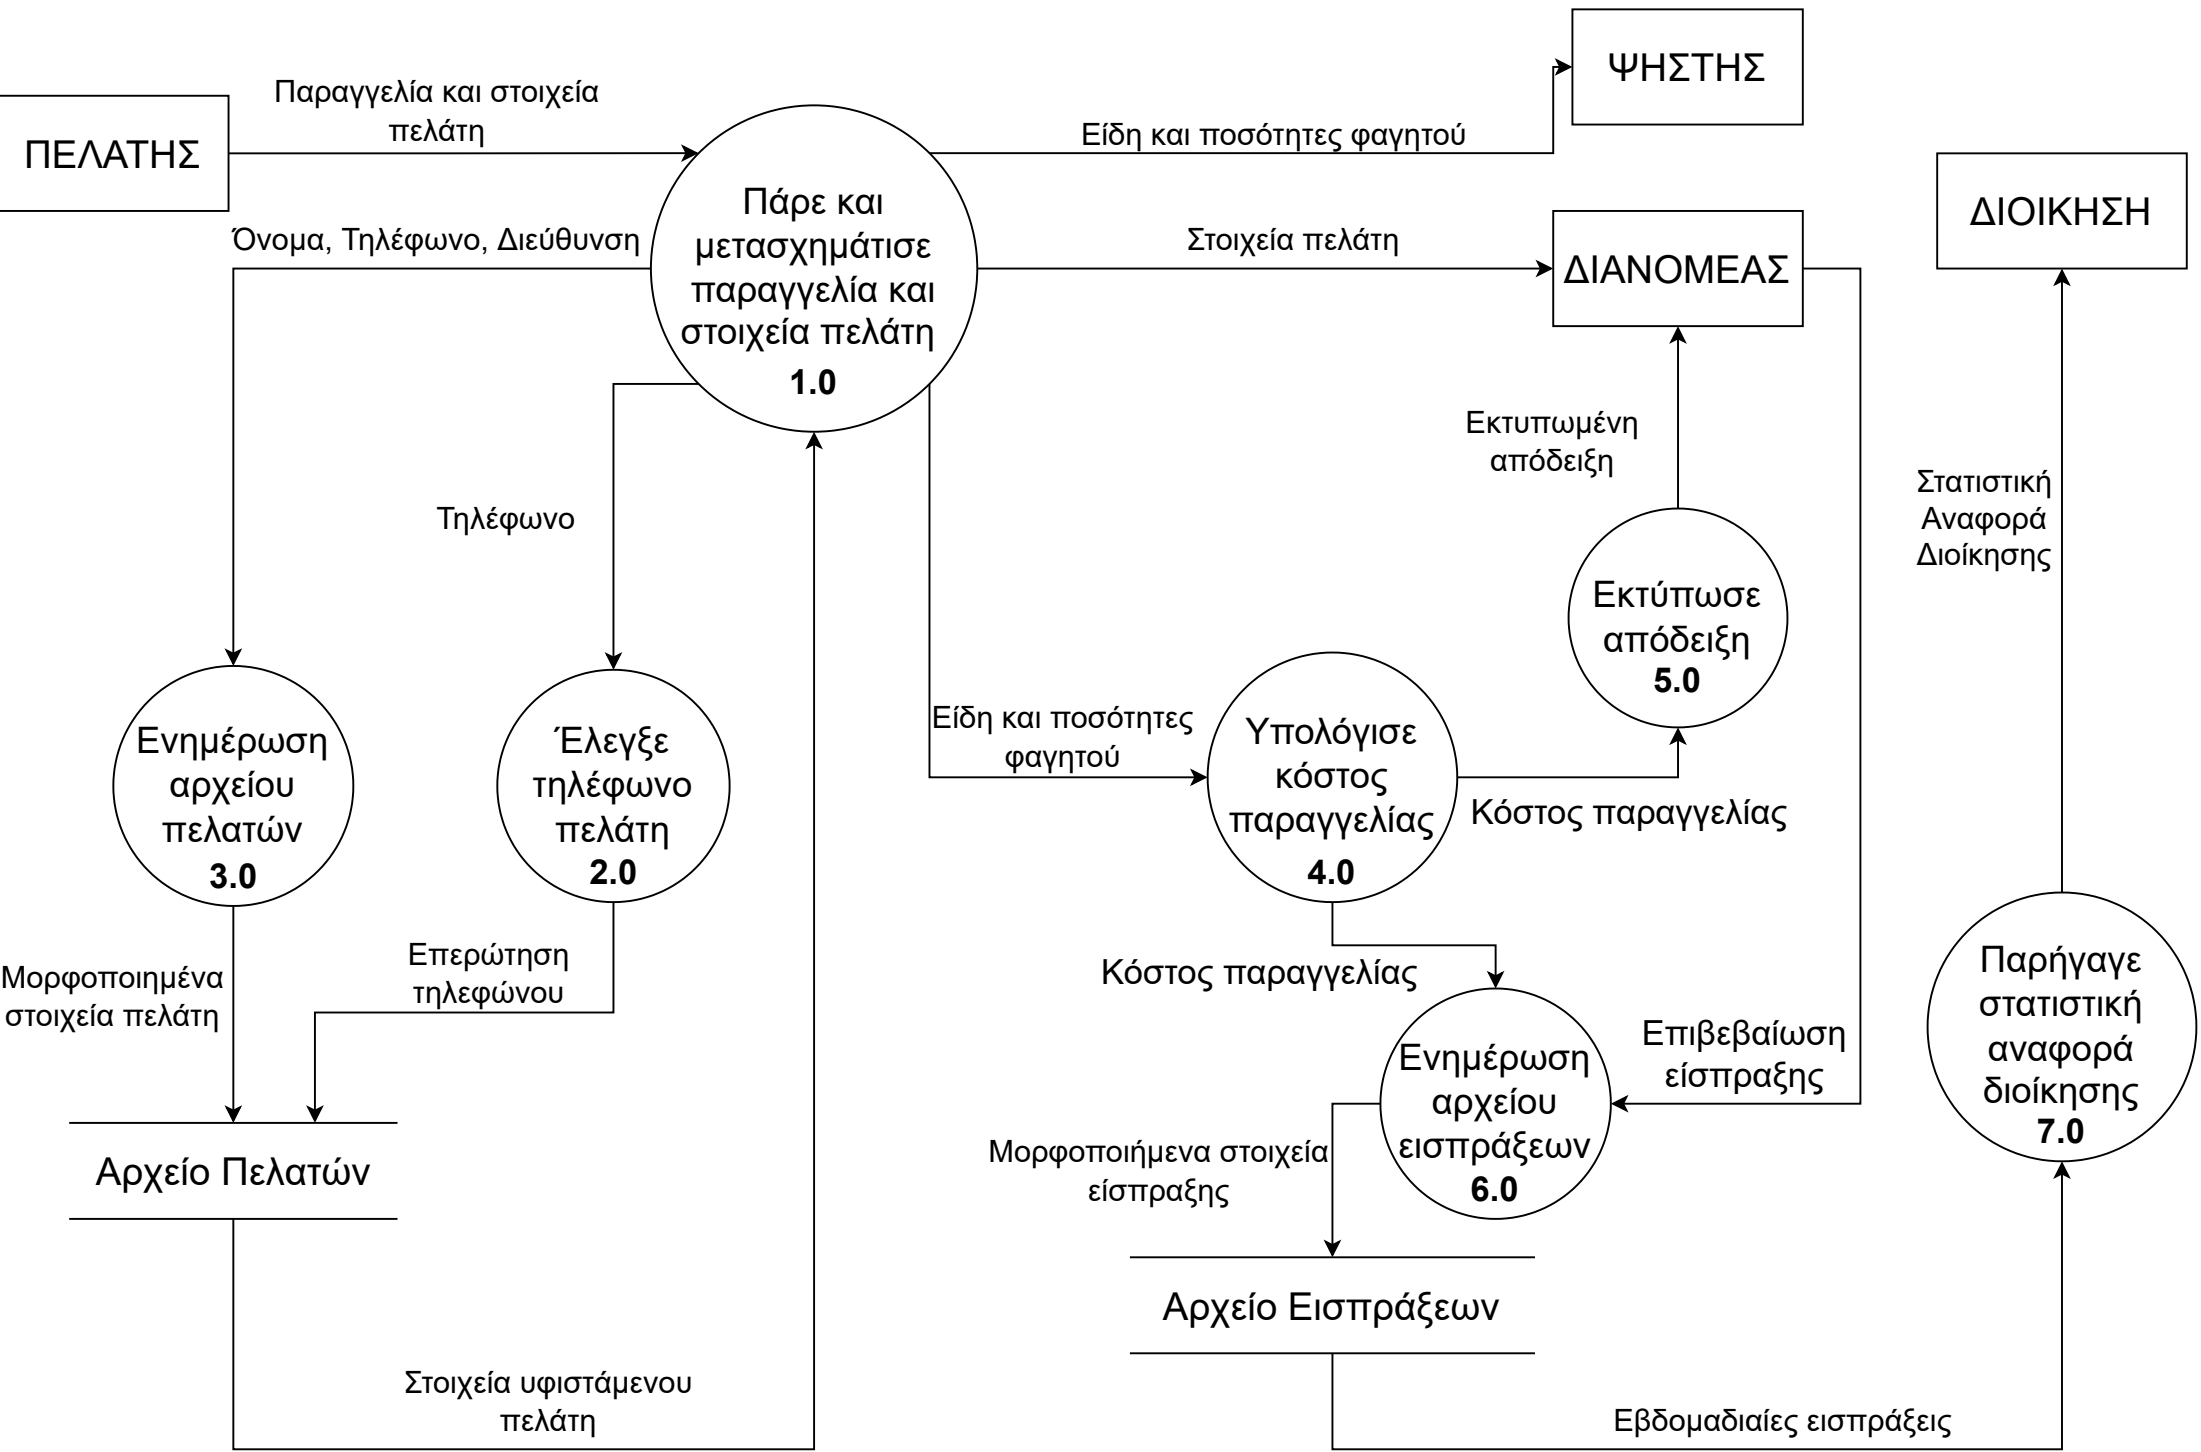 ΨΗΣΤΗΣ
Παραγγελία και στοιχεία
πελάτη
ΠΕΛΑΤΗΣ
Είδη και ποσότητες φαγητού
Πάρε και
μετασχημάτισε
παραγγελία και
στοιχεία πελάτη
1.0
Όνομα, Τηλέφωνο, Διεύθυνση
Στοιχεία πελάτη
ΔΙΑΝΟΜΕΑΣ
ΔΙΟΙΚΗΣΗ
Εκτυπωμένη
απόδειξη
Στατιστική
Αναφορά
Διοίκησης
Τηλέφωνο
Εκτύπωσε
απόδειξη
5.0
Ενημέρωση
αρχείου
πελατών
3.0
Έλεγξε
τηλέφωνο
πελάτη
2.0
Είδη και ποσότητες
φαγητού
Υπολόγισε
κόστος
παραγγελίας
4.0
Κόστος παραγγελίας
Μορφοποιημένα
στοιχεία πελάτη
Επερώτηση
τηλεφώνου
Κόστος παραγγελίας
Ενημέρωση
αρχείου
εισπράξεων
6.0
Επιβεβαίωση
είσπραξης
Παρήγαγε
στατιστική
αναφορά
διοίκησης
7.0
Αρχείο Πελατών
Μορφοποιήμενα στοιχεία
είσπραξης
Αρχείο Εισπράξεων
Στοιχεία υφιστάμενου
πελάτη
Εβδομαδιαίες εισπράξεις